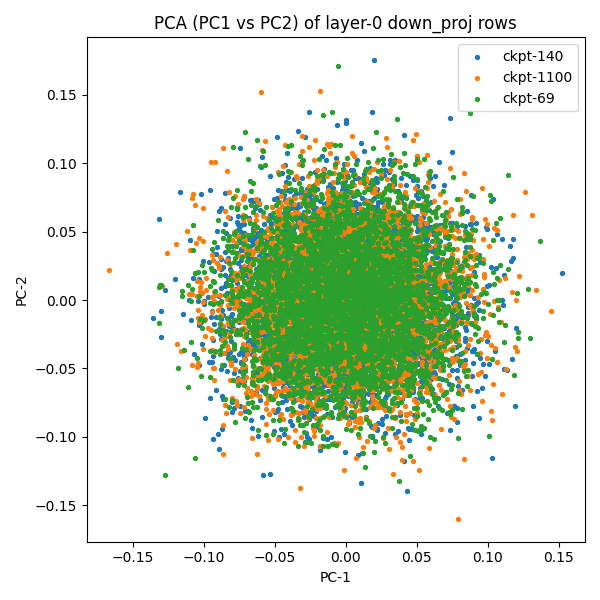 PCA (PC1 vs PC2) of layer-0 down_proj rows
ckpt-140
ckpt-1100
ckpt-69
0.15
0.10
0.05
0.00
−0.05
−0.10
−0.15
PC-2
−0.15
−0.10
−0.05
0.00
0.05
0.10
0.15
PC-1